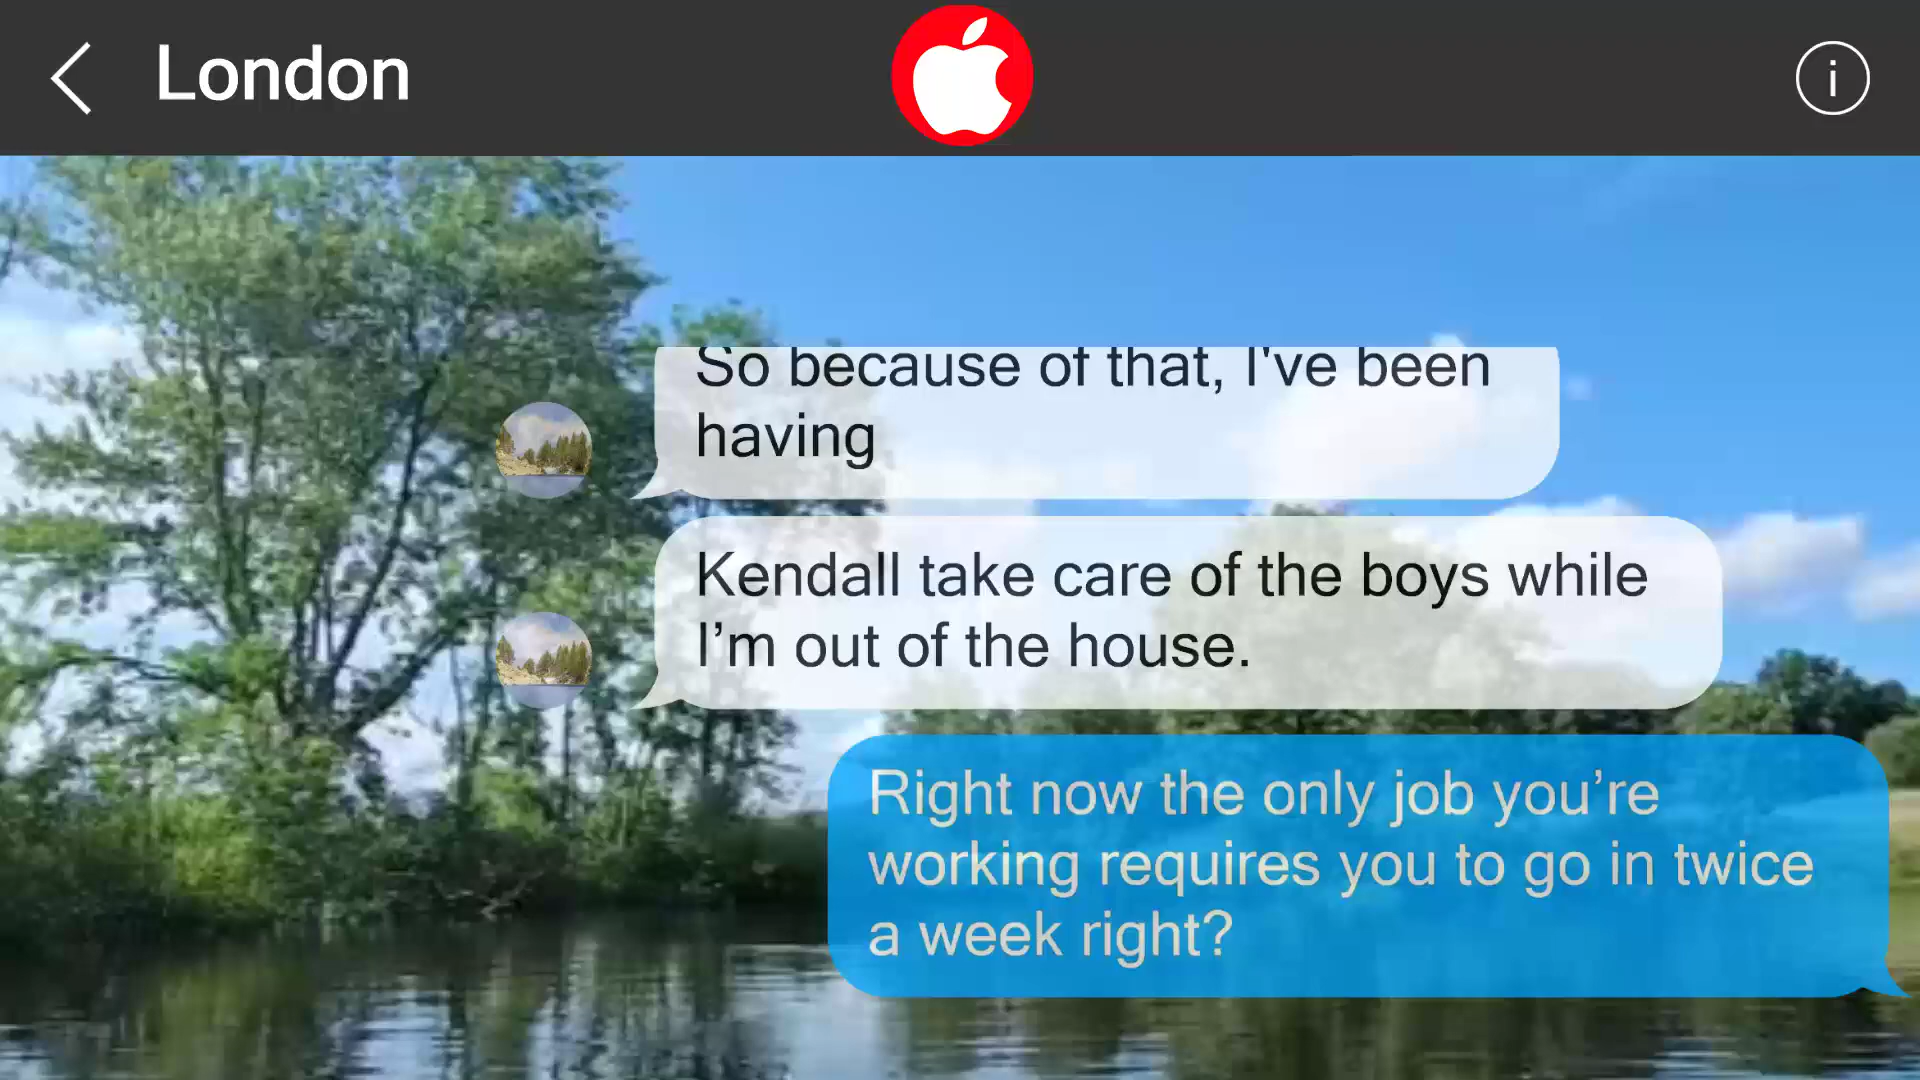 London
i
So because of that, I've been
having
Kendall take care of the boys while
I’m out of the house.
Right now the only job you’re
working requires you to go in twice
a week right?